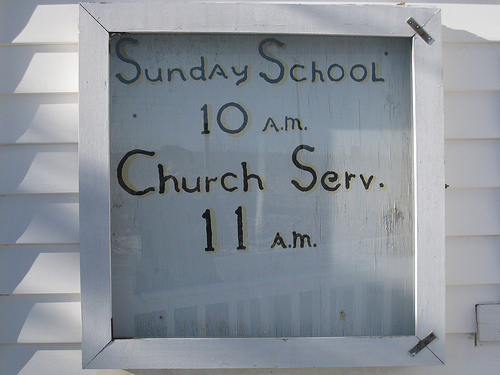 Sunday School
10 A.M.
Church Serv.
11 A.M.